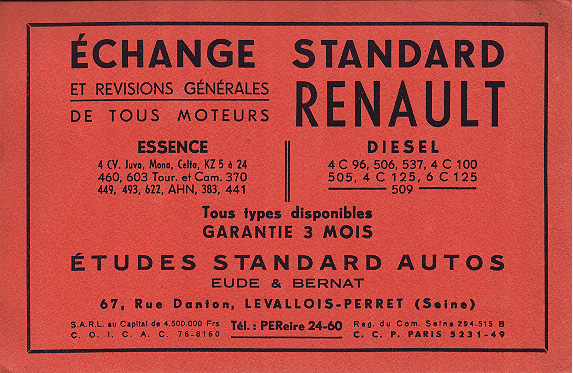 ÉCHANGE STANDARD
ET REVISIONS GÉNÉRALES
DE TOUS MOTEURS
RENAULT
ESSENCE
4 CV. Juva, Mona, Celta, KZ 5 à 24
460, 603 Tour. et Cam. 370
449, 493, 622, AHN, 383, 441
DIESEL
4 C 96, 506, 537, 4 C 100
505, 4 C 125, 6 C 125
509
Tous types disponibles
GARANTIE 3 MOIS
ÉTUDES STANDARD AUTOS
EUDE & BERNAT
67, Rue Danton, LEVALLOIS-PERRET (Seine)
S.A.R.L. au Capital de 4.500.000 Frs
C. O. I. C. A. C. 76-8160
Tél. : PEReire 24-60
Reg. du Com. Seine 294.515 B
C. C. P. PARIS 5231-49